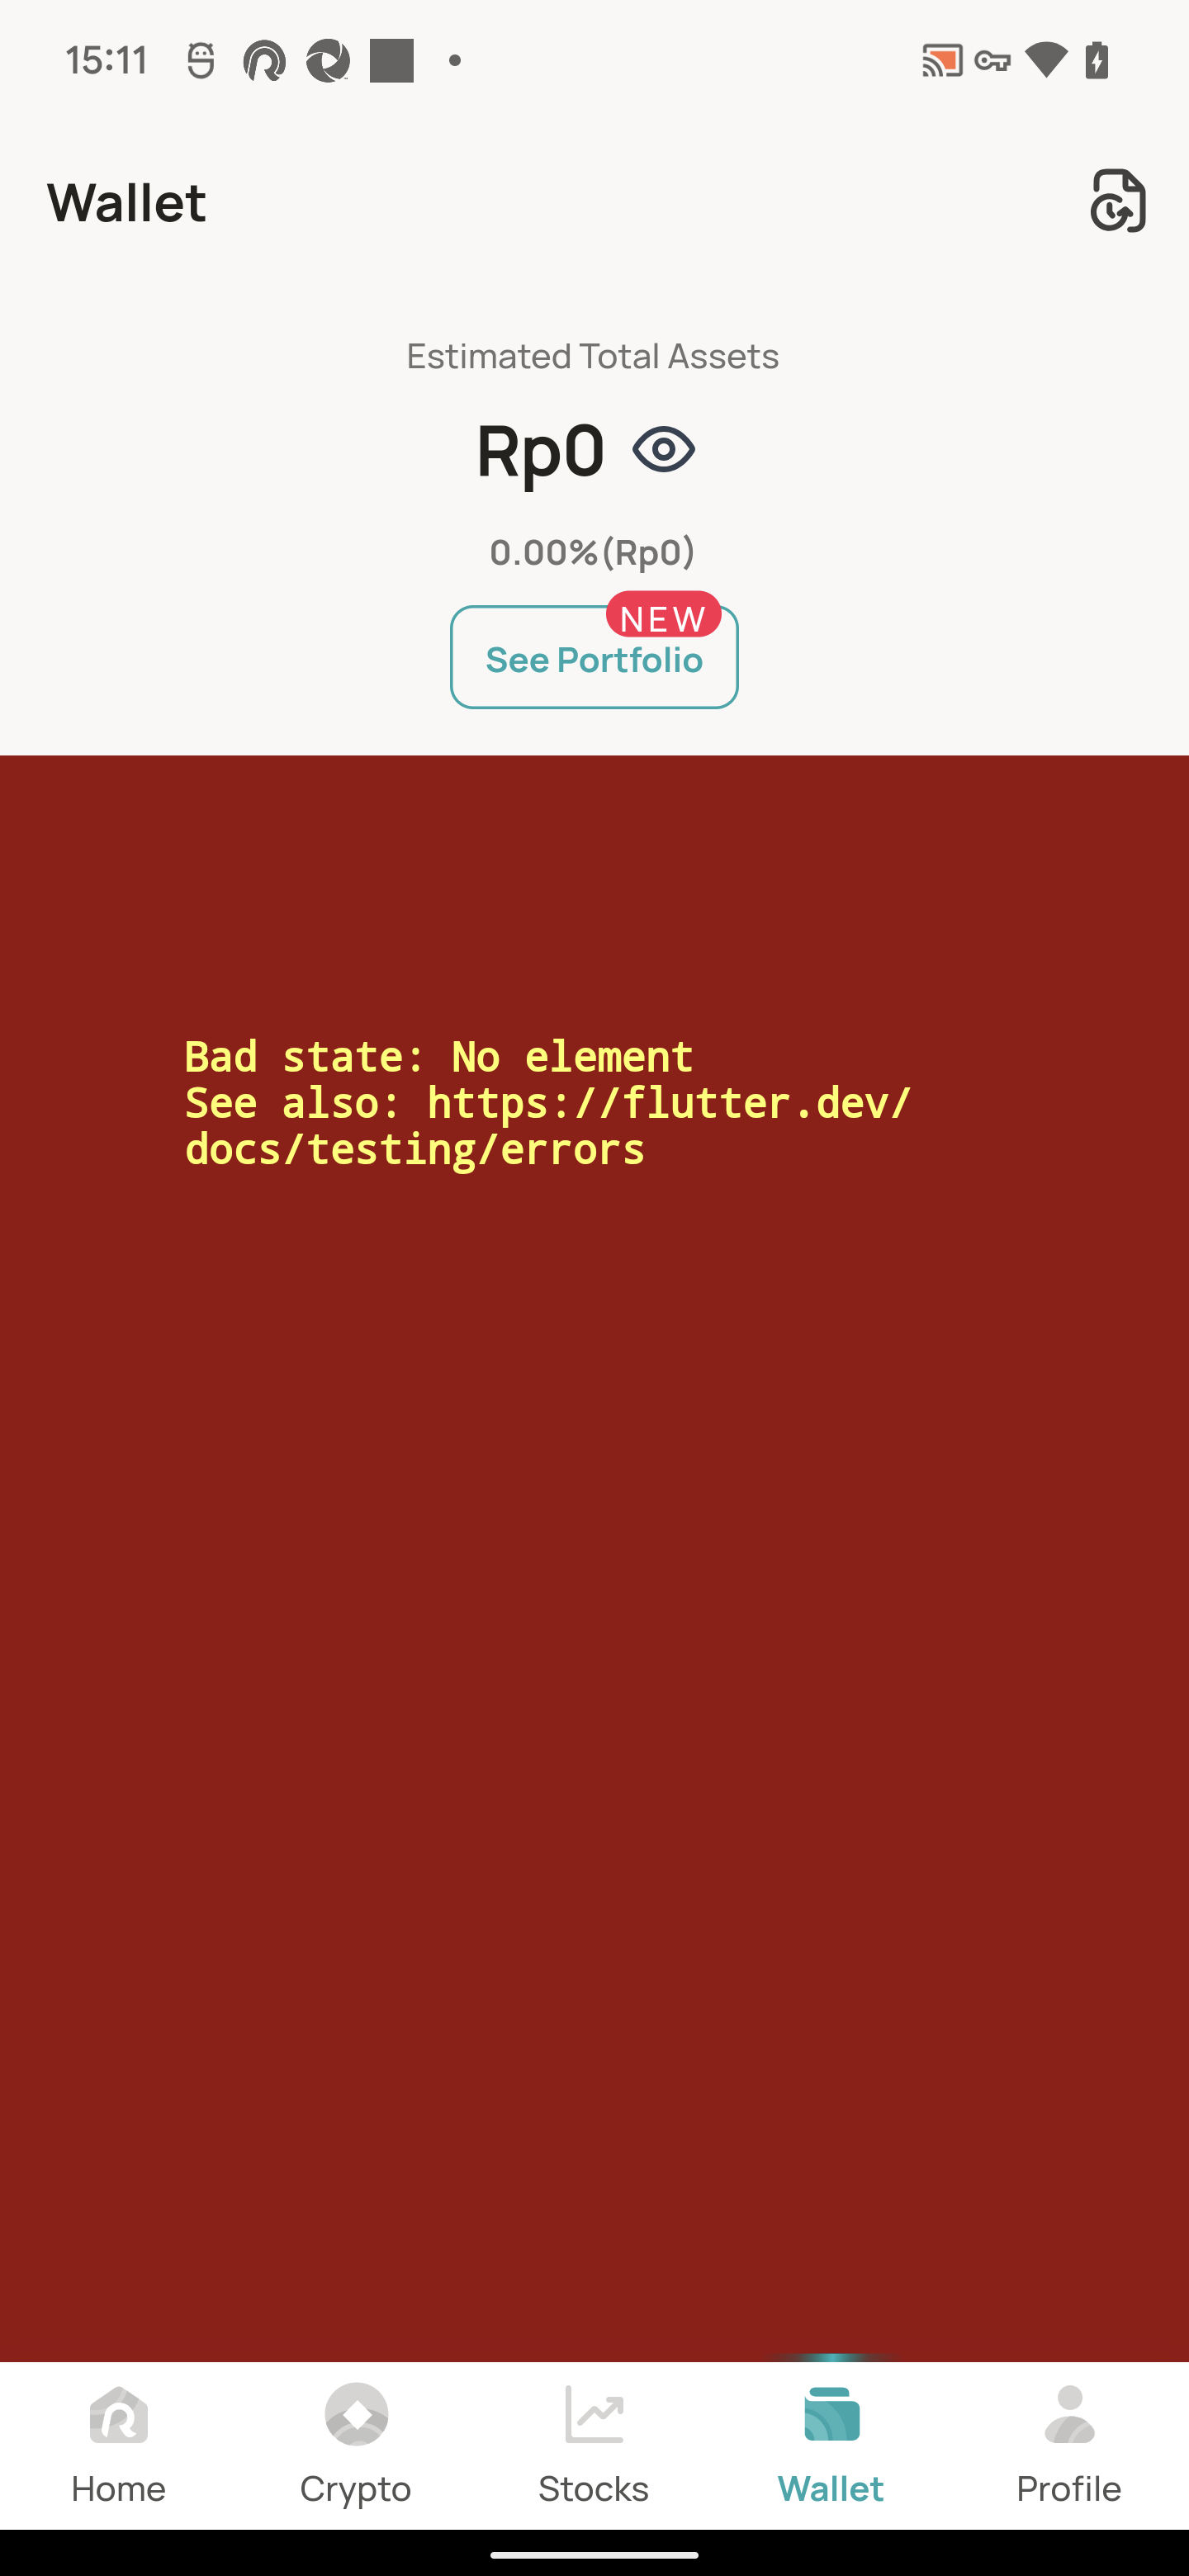 15:11
Wallet
Estimated Total Assets
Rp0
0.00%(Rp0)
NEW
See Portfolio
Bad state: No element
See also: https://flutter.dev/
docs/testing/errors
Home
Crypto
Stocks
Wallet
Profile